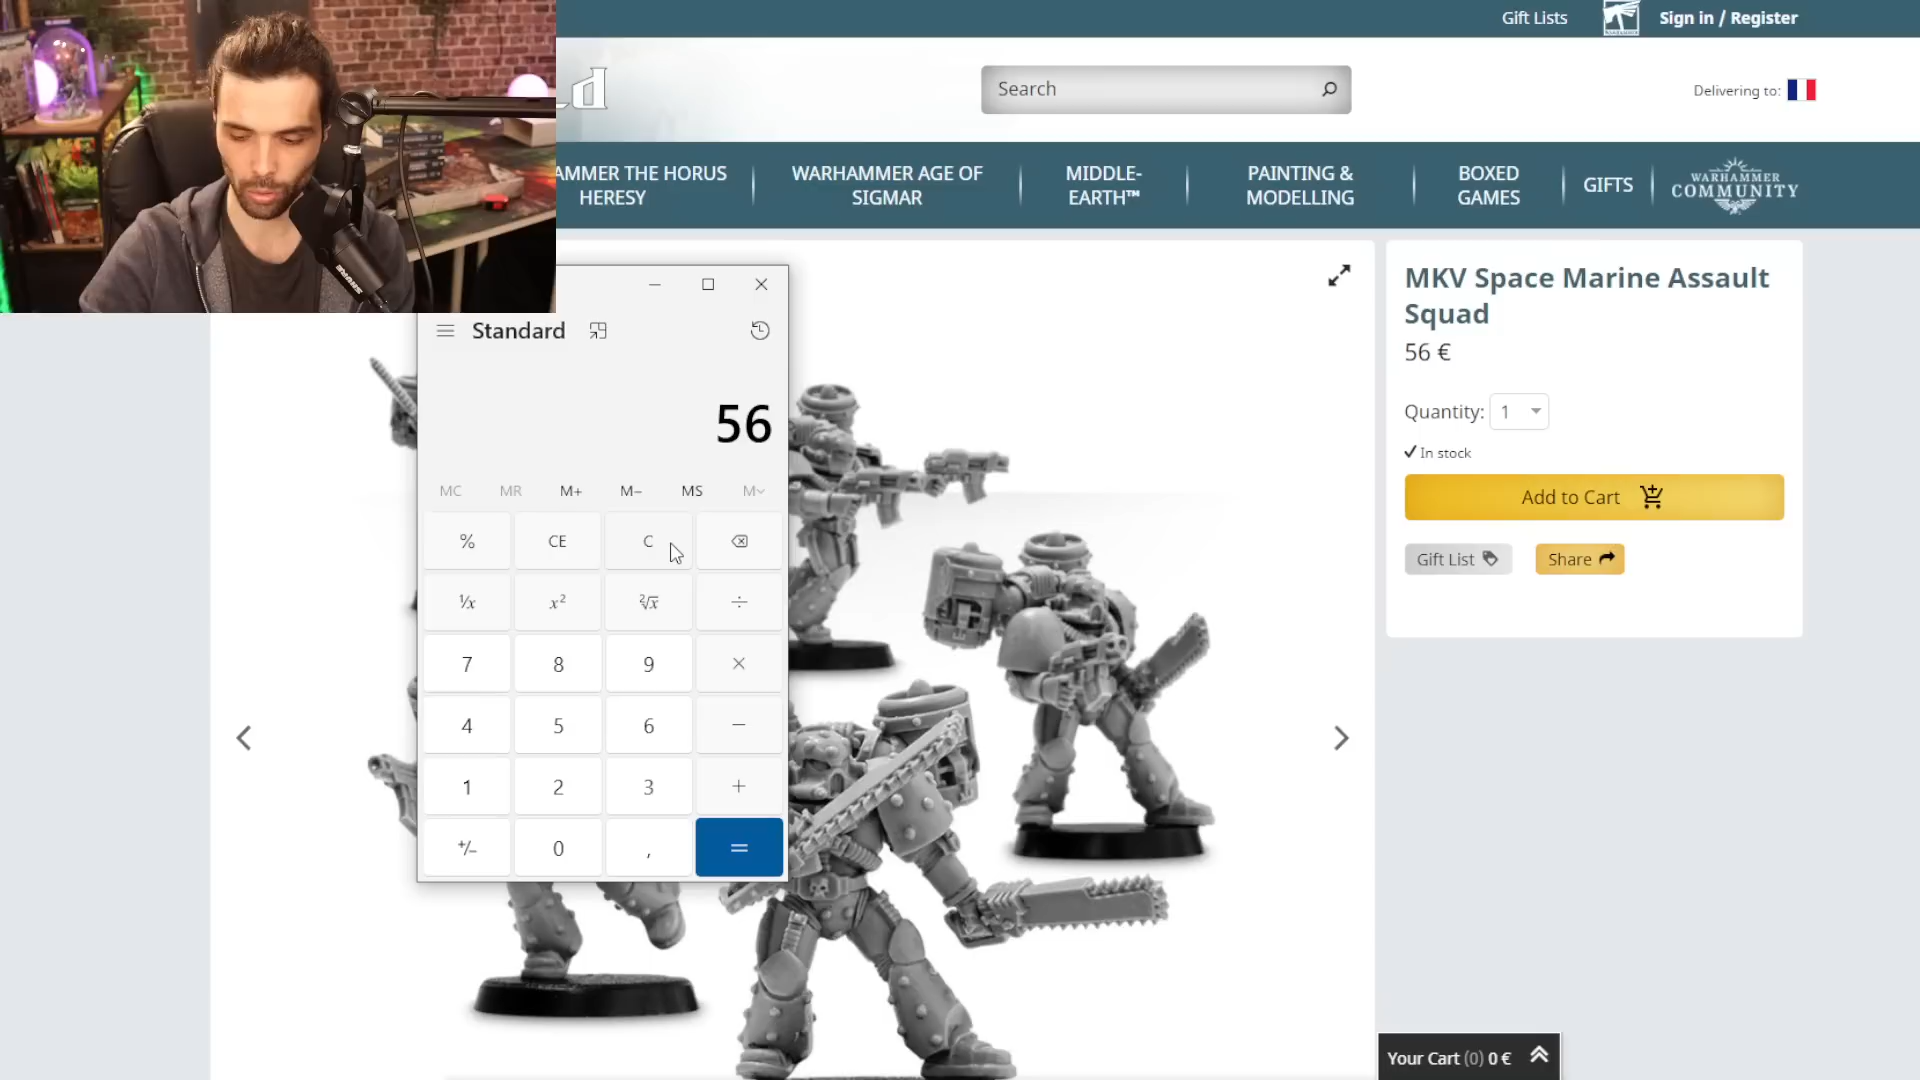 Gift Lists
Sign in / Register
ld
Search
Delivering to:
AMMER THE HORUS
HERESY
WARHAMMER AGE OF
SIGMAR
MIDDLE-
EARTH™
PAINTING &
MODELLING
BOXED
GAMES
GIFTS
WARHAMMER
COMMUNITY
MKV Space Marine Assault
Squad
56 €
Quantity: 1
In stock
Add to Cart
Gift List
Share
Standard
56
MC MR M+ M− MS M
% CE C
¹/x x² ²√x ÷
7 8 9 ×
4 5 6 −
1 2 3 +
+/− 0 , =
Your Cart (0) 0 €